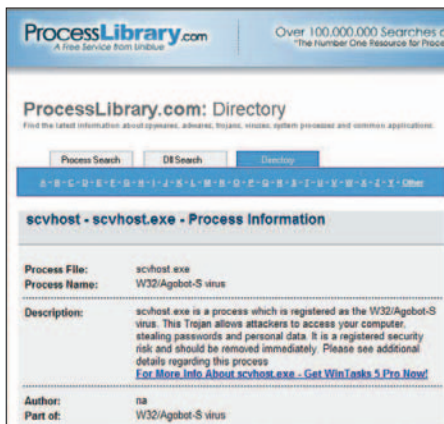 ProcessLibrary.com
A Free Service from Uniblue
Over 100,000,000 Searches
"The Number One Resource for Proce
ProcessLibrary.com: Directory
Find the latest information about spywares, adwares, trojans, viruses, system processes and common applications.
Process Search Dll Search Directory
A - B - C - D - E - F - G - H - I - J - K - L - M - N - O - P - Q - R - S - T - U - V - W - X - Y - Z - Other
scvhost - scvhost.exe - Process Information
Process File: scvhost.exe
Process Name: W32/Agobot-S virus
Description: scvhost.exe is a process which is registered as the W32/Agobot-S
virus. This Trojan allows attackers to access your computer,
stealing passwords and personal data. It is a registered security
risk and should be removed immediately. Please see additional
details regarding this process
For More Info About scvhost.exe - Get WinTasks 5 Pro Now!
Author: na
Part of: W32/Agobot-S virus